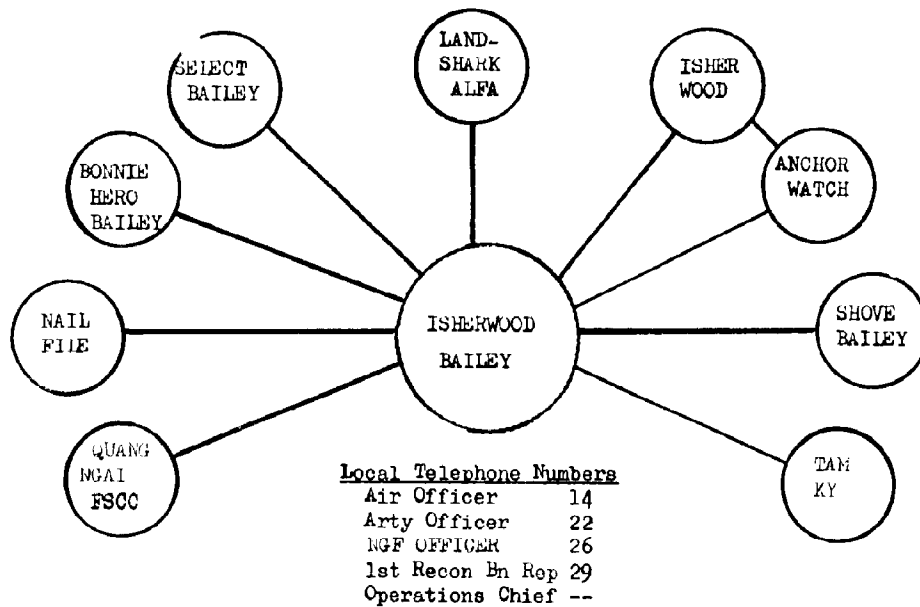 LAND-
SHARK
ALFA
SELECT
BAILEY
ISHER
WOOD
BONNIE
HERO
BAILEY
ANCHOR
WATCH
NAIL
FILE
ISHERWOOD
BAILEY
SHOVE
BAILEY
QUANG
NGAI
FSCC
TAM
KY
Local Telephone Numbers
Air Officer 14
Arty Officer 22
NGF OFFICER 26
1st Recon Bn Rep 29
Operations Chief --